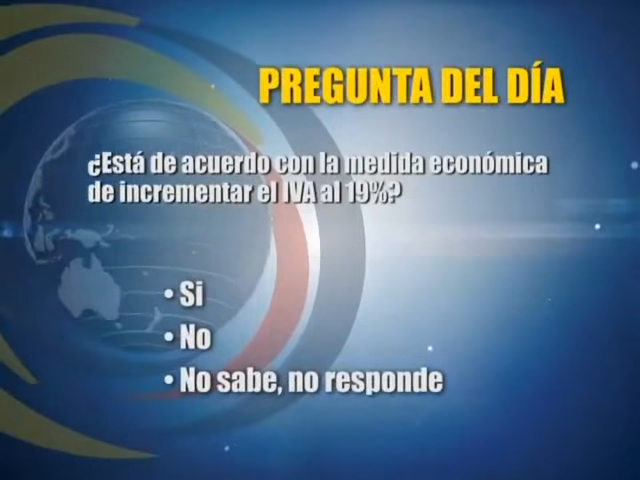 PREGUNTA DEL DÍA
¿Está de acuerdo con la medida económica
de incrementar el IVA al 19%?
• Si
• No
• No sabe, no responde